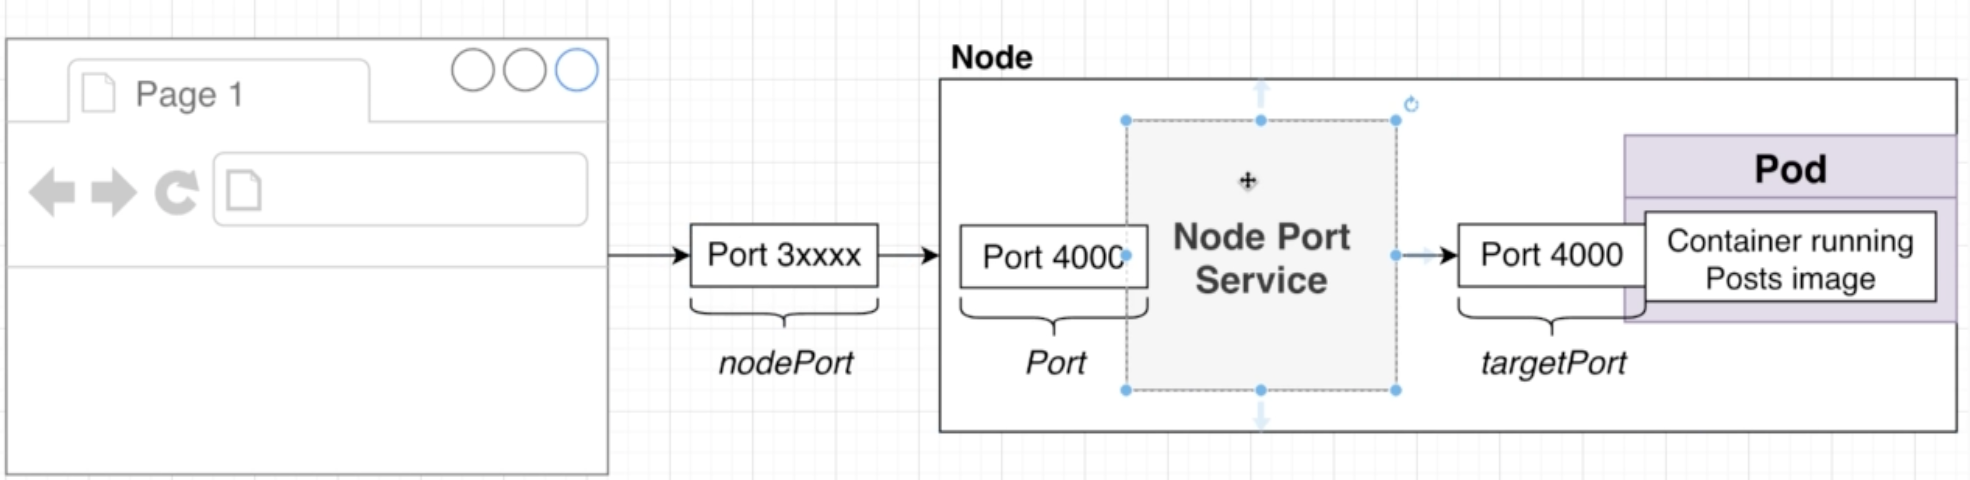 Page 1
Node
Port 3xxxx
nodePort
Port 4000
Port
Node Port
Service
Port 4000
targetPort
Pod
Container running
Posts image